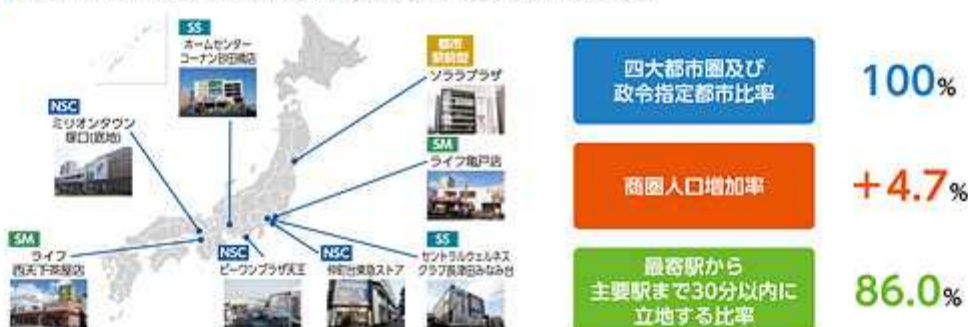 SS
ホームセンター
コーナン砂田橋店
都市
駅前型
ソララプラザ
NSC
ミリオンタウン
塚口(底地)
SM
ライフ亀戸店
SM
ライフ
西天下茶屋店
NSC
ビーワンプラザ天王
NSC
仲町台東急ストア
SS
セントラルウェルネス
クラブ長津田みなみ台
四大都市圏及び
政令指定都市比率
100%
商圏人口増加率
+4.7%
最寄駅から
主要駅まで30分以内に
立地する比率
86.0%